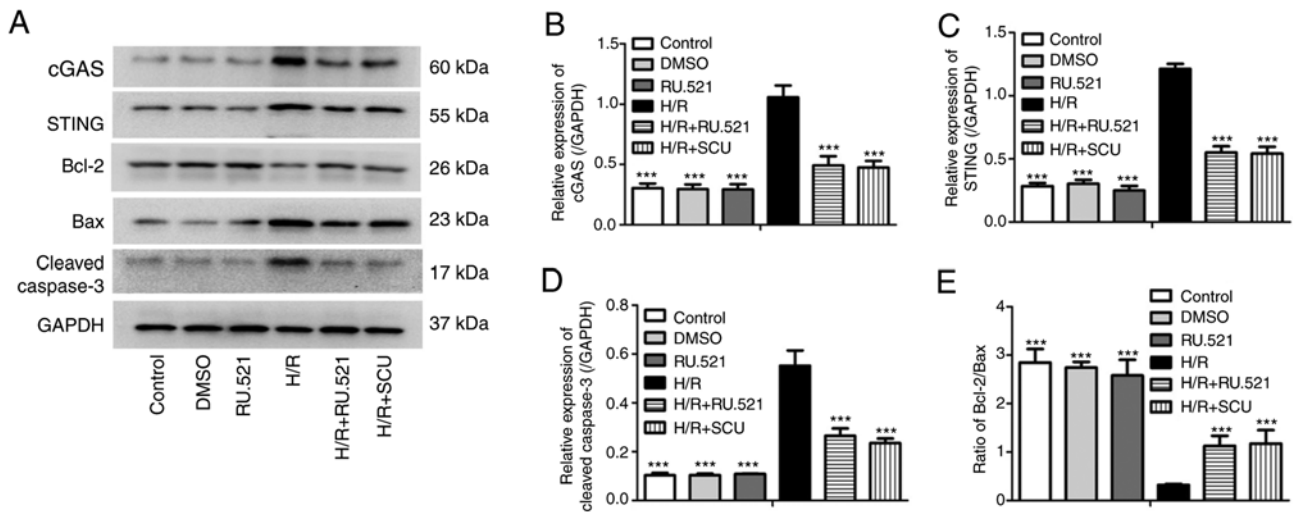 A
cGAS
60 kDa
STING
55 kDa
Bcl-2
26 kDa
Bax
23 kDa
Cleaved
caspase-3
17 kDa
GAPDH
37 kDa
Control
DMSO
RU.521
H/R
H/R+RU.521
H/R+SCU
B
Relative expression of
cGAS (/GAPDH)
1.5
1.0
0.5
0.0
Control
DMSO
RU.521
H/R
H/R+RU.521
H/R+SCU
*** *** *** *** ***
C
Relative expression of
STING (/GAPDH)
1.5
1.0
0.5
0.0
Control
DMSO
RU.521
H/R
H/R+RU.521
H/R+SCU
*** *** *** *** ***
D
Relative expression of
cleaved caspase-3 (/GAPDH)
0.8
0.6
0.4
0.2
0.0
Control
DMSO
RU.521
H/R
H/R+RU.521
H/R+SCU
*** *** *** *** ***
E
Ratio of Bcl-2/Bax
4
3
2
1
0
Control
DMSO
RU.521
H/R
H/R+RU.521
H/R+SCU
*** *** *** *** ***